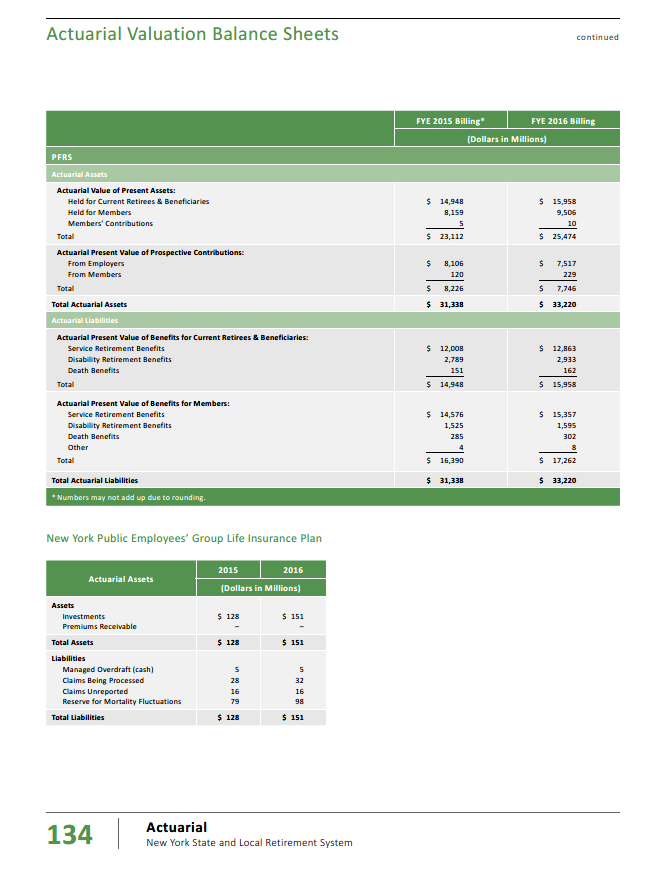 Actuarial Valuation Balance Sheets continued
FYE 2015 Billing* FYE 2016 Billing
(Dollars in Millions)
PFRS
Actuarial Assets
Actuarial Value of Present Assets:
Held for Current Retirees & Beneficiaries $ 14,948 $ 15,958
Held for Members 8,159 9,506
Members' Contributions 5 10
Total $ 23,112 $ 25,474
Actuarial Present Value of Prospective Contributions:
From Employers $ 8,106 $ 7,517
From Members 120 229
Total $ 8,226 $ 7,746
Total Actuarial Assets $ 31,338 $ 33,220
Actuarial Liabilities
Actuarial Present Value of Benefits for Current Retirees & Beneficiaries:
Service Retirement Benefits $ 12,008 $ 12,863
Disability Retirement Benefits 2,789 2,933
Death Benefits 151 162
Total $ 14,948 $ 15,958
Actuarial Present Value of Benefits for Members:
Service Retirement Benefits $ 14,576 $ 15,357
Disability Retirement Benefits 1,525 1,595
Death Benefits 285 302
Other 4 8
Total $ 16,390 $ 17,262
Total Actuarial Liabilities $ 31,338 $ 33,220
* Numbers may not add up due to rounding.
New York Public Employees' Group Life Insurance Plan
Actuarial Assets 2015 2016
(Dollars in Millions)
Assets
Investments $ 128 $ 151
Premiums Receivable – –
Total Assets $ 128 $ 151
Liabilities
Managed Overdraft (cash) 5 5
Claims Being Processed 28 32
Claims Unreported 16 16
Reserve for Mortality Fluctuations 79 98
Total Liabilities $ 128 $ 151
134 Actuarial
New York State and Local Retirement System